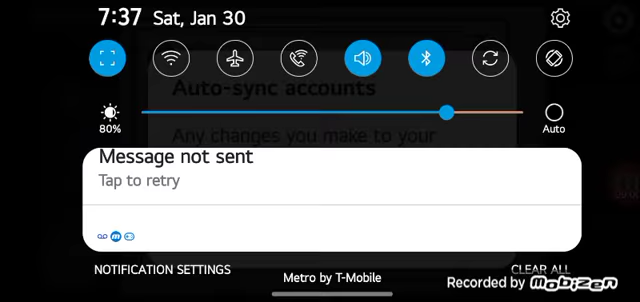 7:37 Sat, Jan 30
Auto-sync accounts
80%
Auto
Any changes you make to your
Message not sent
Tap to retry
NOTIFICATION SETTINGS
CLEAR ALL
Metro by T-Mobile
Recorded by mobizen